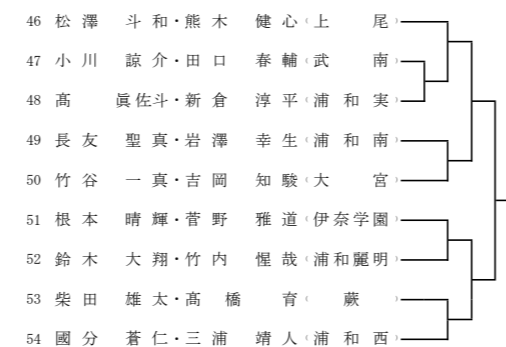 46 松澤 斗和・熊木 健心（上尾）
47 小川 諒介・田口 春輔（武南）
48 髙 眞佐斗・新倉 淳平（浦和実）
49 長友 聖真・岩澤 幸生（浦和南）
50 竹谷 一真・吉岡 知駿（大宮）
51 根本 晴輝・菅野 雅道（伊奈学園）
52 鈴木 大翔・竹内 惺哉（浦和麗明）
53 柴田 雄太・髙橋 育（蕨）
54 國分 蒼仁・三浦 靖人（浦和西）